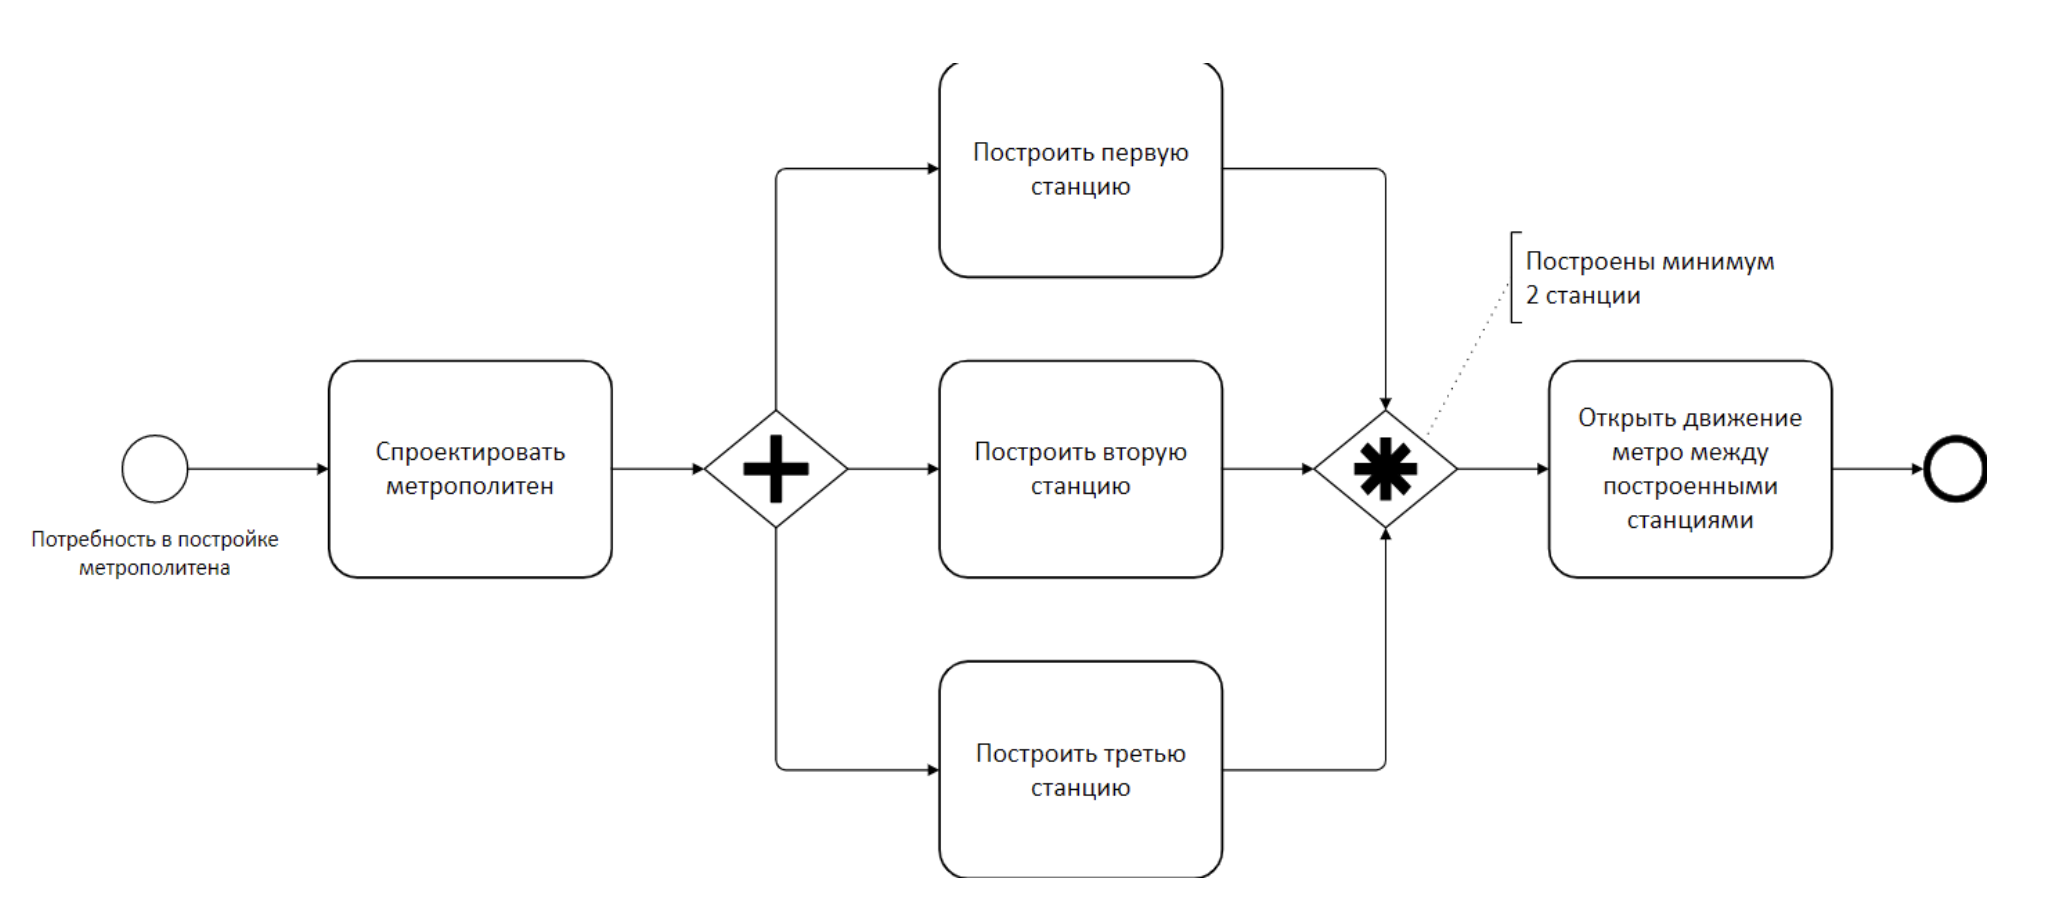 Потребность в постройке
метрополитена
Спроектировать
метрополитен
Построить первую
станцию
Построить вторую
станцию
Построить третью
станцию
Построены минимум
2 станции
Открыть движение
метро между
построенными
станциями